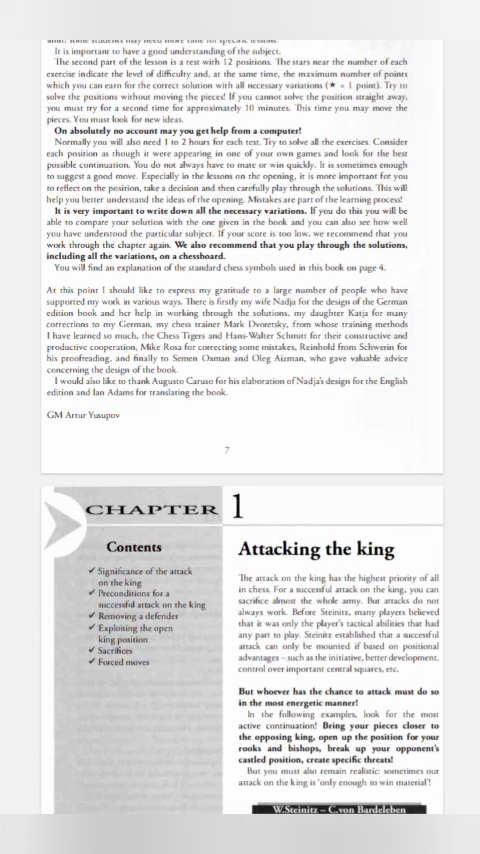 It is important to have a good understanding of the subject.
The second part of the lesson is a test with 12 positions. The stars near the number of each
exercise indicate the level of difficulty and, at the same time, the maximum number of points
which you can earn for the correct solution with all necessary variations (★ = 1 point). Try to
solve the positions without moving the pieces! If you cannot solve the position straight away,
you must try for a second time for approximately 10 minutes. This time you may move the
pieces. You must look for new ideas.
On absolutely no account may you get help from a computer!
Normally you will also need 1 to 2 hours for each test. Try to solve all the exercises. Consider
each position as though it were appearing in one of your own games and look for the best
possible continuation. You do not always have to mate or win quickly. It is sometimes enough
to suggest a good move. Especially in the lessons on the opening, it is more important for you
to reflect on the position, take a decision and then carefully play through the solutions. This will
help you better understand the ideas of the opening. Mistakes are part of the learning process!
It is very important to write down all the necessary variations. If you do this you will be
able to compare your solution with the one given in the book and you can also see how well
you have understood the particular subject. If your score is too low, we recommend that you
work through the chapter again. We also recommend that you play through the solutions,
including all the variations, on a chessboard.
You will find an explanation of the standard chess symbols used in this book on page 4.
At this point I should like to express my gratitude to a large number of people who have
supported my work in various ways. There is firstly my wife Nadja for the design of the German
edition book and her help in working through the solutions, my daughter Katja for many
corrections to my German, my chess trainer Mark Dvoretsky, from whose training methods
I have learned so much, the Chess Tigers and Hans-Walter Schmitt for their constructive and
productive cooperation, Mike Rosa for correcting some mistakes, Reinhold from Schwerin for
his proofreading, and finally to Semen Oxman and Oleg Aizman, who gave valuable advice
concerning the design of the book.
I would also like to thank Augusto Caruso for his elaboration of Nadja's design for the English
edition and Ian Adams for translating the book.
GM Artur Yusupov
7
CHAPTER 1
Contents
✓ Significance of the attack
on the king
✓ Preconditions for a
successful attack on the king
✓ Removing a defender
✓ Exploiting the open
king position
✓ Sacrifices
✓ Forced moves
Attacking the king
The attack on the king has the highest priority of all
in chess. For a successful attack on the king, you can
sacrifice almost the whole army. But attacks do not
always work. Before Steinitz, many players believed
that it was only the player's tactical abilities that had
any part to play. Steinitz established that a successful
attack can only be mounted if based on positional
advantages – such as the initiative, better development,
control over important central squares, etc.
But whoever has the chance to attack must do so
in the most energetic manner!
In the following examples, look for the most
active continuation! Bring your pieces closer to
the opposing king, open up the position for your
rooks and bishops, break up your opponent's
castled position, create specific threats!
But you must also remain realistic: sometimes our
attack on the king is 'only enough to win material'!
W.Steinitz – C.von Bardeleben